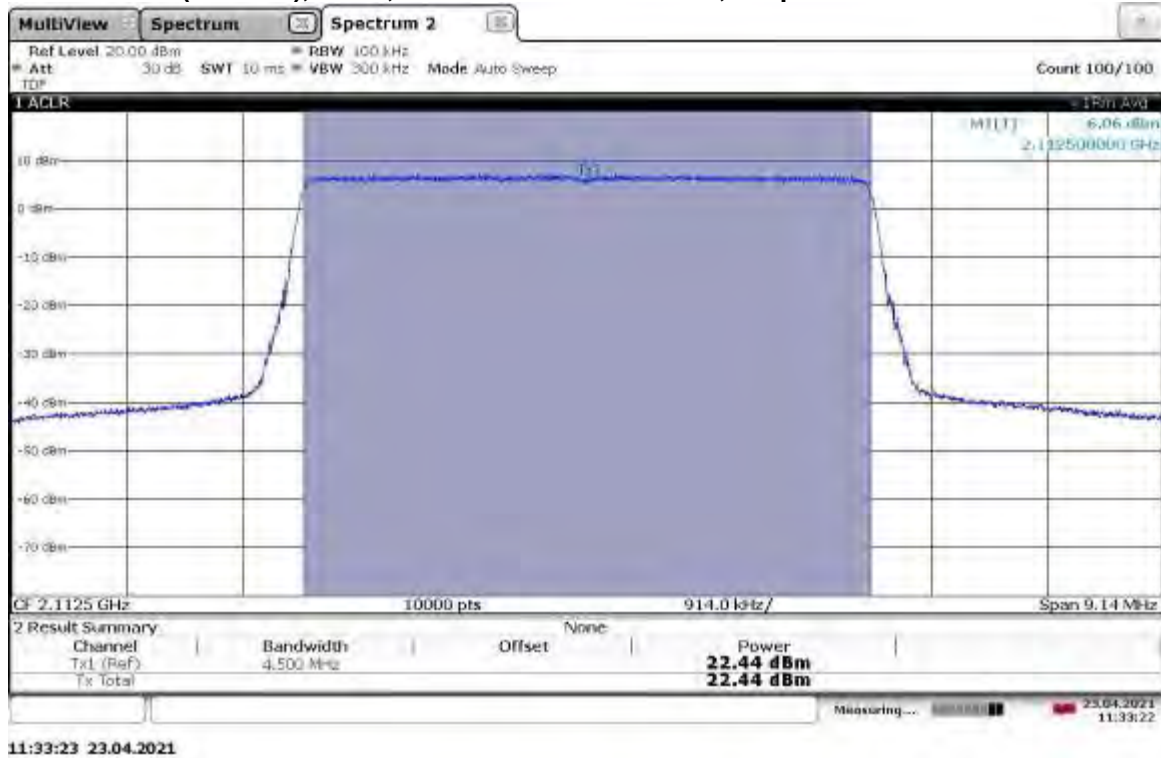 MultiView Spectrum Spectrum 2
Ref Level 20.00 dBm RBW 100 kHz
Att 30 dB SWT 10 ms VBW 300 kHz Mode Auto Sweep Count 100/100
TDF
1 ACLR 1Rm Avg
M1[1] 6.06 dBm
2.112500000 GHz
10 dBm
Tx1
0 dBm
-10 dBm
-20 dBm
-30 dBm
-40 dBm
-50 dBm
-60 dBm
-70 dBm
CF 2.1125 GHz 10000 pts 914.0 kHz/ Span 9.14 MHz
2 Result Summary None
Channel Bandwidth Offset Power
Tx1 (Ref) 4.500 MHz 22.44 dBm
Tx Total 22.44 dBm
Measuring... 23.04.2021
11:33:22
11:33:23 23.04.2021